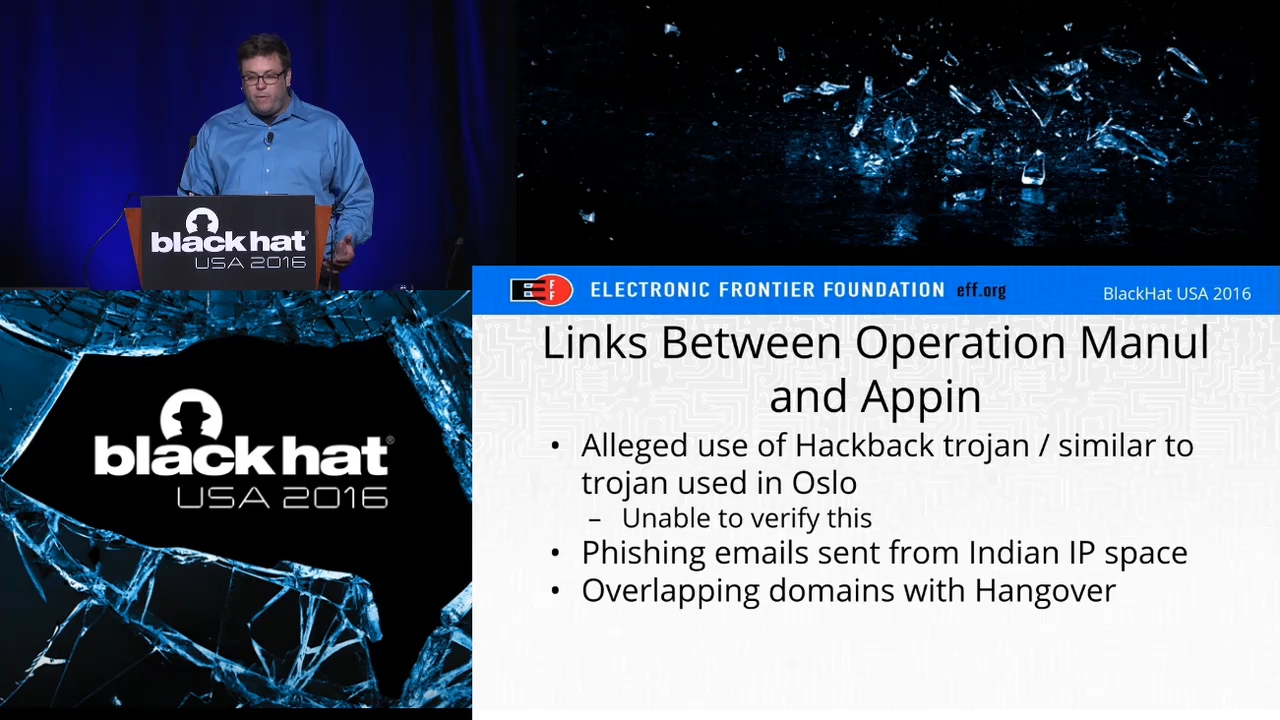 black hat
USA 2016
EFF
ELECTRONIC FRONTIER FOUNDATION eff.org
BlackHat USA 2016
Links Between Operation Manul
and Appin
• Alleged use of Hackback trojan / similar to
trojan used in Oslo
– Unable to verify this
• Phishing emails sent from Indian IP space
• Overlapping domains with Hangover
black hat®
USA 2016